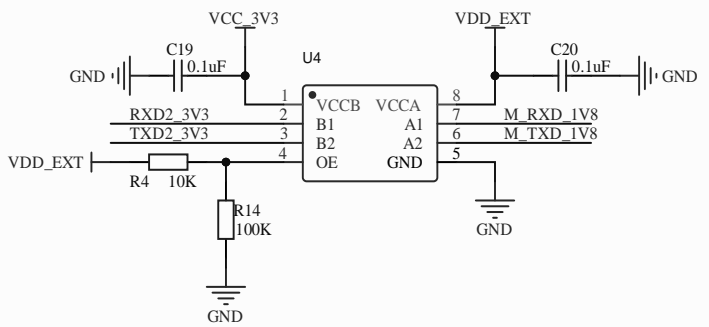 VCC_3V3
VDD_EXT
C19
U4
C20
0.1uF
0.1uF
GND
GND
1
VCCB
VCCA
8
RXD2_3V3
2
B1
A1
7
M_RXD_1V8
TXD2_3V3
3
B2
A2
6
M_TXD_1V8
VDD_EXT
4
OE
GND
5
R4
10K
R14
100K
GND
GND